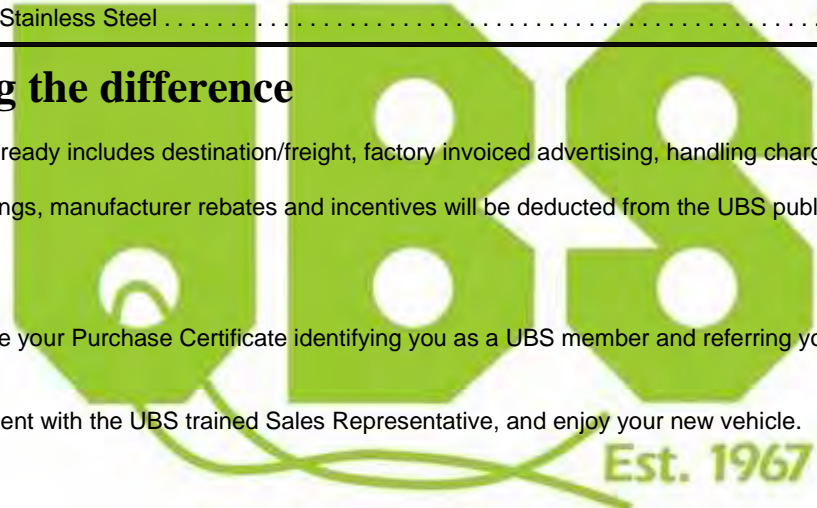 Stainless Steel . . . . . . . . . . . . . . . . . . . . . . . . . . . . . . . . . . . . . . . . . . . . . . . . . . . . . . . . . . .
g the difference
ready includes destination/freight, factory invoiced advertising, handling charg
ngs, manufacturer rebates and incentives will be deducted from the UBS publ
e your Purchase Certificate identifying you as a UBS member and referring yo
ent with the UBS trained Sales Representative, and enjoy your new vehicle.
UBS
Est. 1967